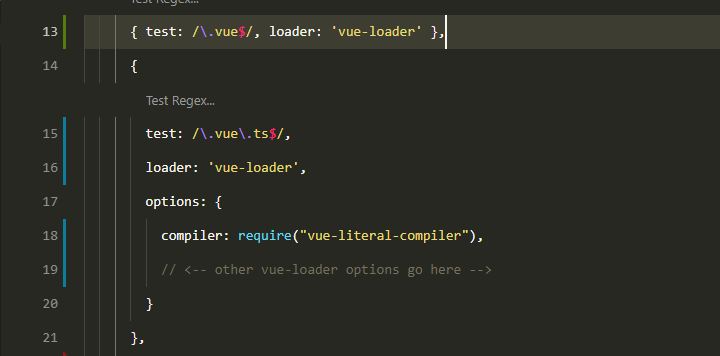 Test Regex...
13 { test: /\.vue$/, loader: 'vue-loader' },
14 {
Test Regex...
15 test: /\.vue\.ts$/,
16 loader: 'vue-loader',
17 options: {
18 compiler: require("vue-literal-compiler"),
19 // <-- other vue-loader options go here -->
20 }
21 },